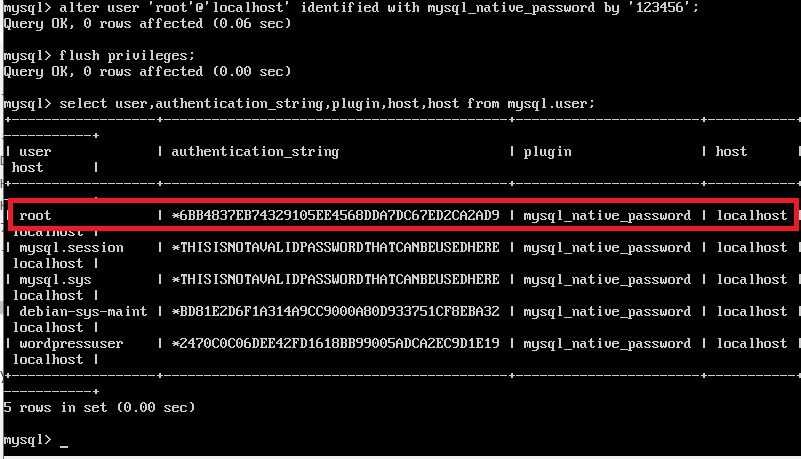 mysql> alter user 'root'@'localhost' identified with mysql_native_password by '123456';
Query OK, 0 rows affected (0.06 sec)
mysql> flush privileges;
Query OK, 0 rows affected (0.00 sec)
mysql> select user,authentication_string,plugin,host,host from mysql.user;
+------------------+-------------------------------------------+-----------------------+-----------+
-----------+
| user             | authentication_string                     | plugin                | host      |
host      |
+------------------+-------------------------------------------+-----------------------+-----------+
-----------+
| root             | *6BB4837EB74329105EE4568DDA7DC67ED2CA2AD9 | mysql_native_password | localhost |
localhost |
| mysql.session    | *THISISNOTAVALIDPASSWORDTHATCANBEUSEDHERE | mysql_native_password | localhost |
localhost |
| mysql.sys        | *THISISNOTAVALIDPASSWORDTHATCANBEUSEDHERE | mysql_native_password | localhost |
localhost |
| debian-sys-maint | *BD81E2D6F1A314A9CC9000A80D933751CF8EBA32 | mysql_native_password | localhost |
localhost |
| wordpressuser    | *2470C0C06DEE42FD1618BB99005ADCA2EC9D1E19 | mysql_native_password | localhost |
localhost |
+------------------+-------------------------------------------+-----------------------+-----------+
-----------+
5 rows in set (0.00 sec)
mysql> _